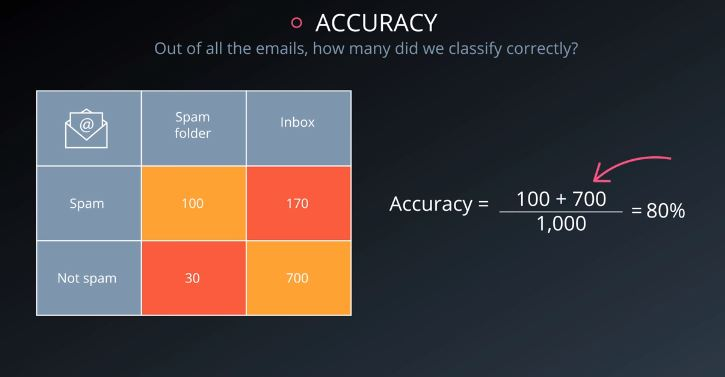 ACCURACY
Out of all the emails, how many did we classify correctly?
@
Spam
folder
Inbox
Spam
100
170
Not spam
30
700
Accuracy =
100 + 700
1,000
= 80%